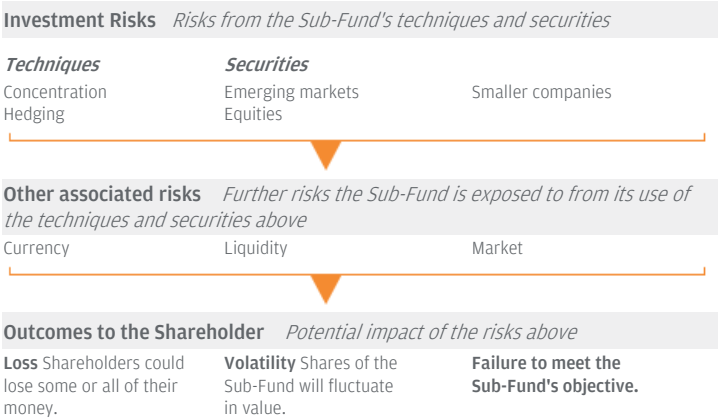 Investment Risks Risks from the Sub-Fund's techniques and securities
Techniques Securities
Concentration Emerging markets Smaller companies
Hedging Equities
Other associated risks Further risks the Sub-Fund is exposed to from its use of
the techniques and securities above
Currency Liquidity Market
Outcomes to the Shareholder Potential impact of the risks above
Loss Shareholders could
lose some or all of their
money.
Volatility Shares of the
Sub-Fund will fluctuate
in value.
Failure to meet the
Sub-Fund's objective.